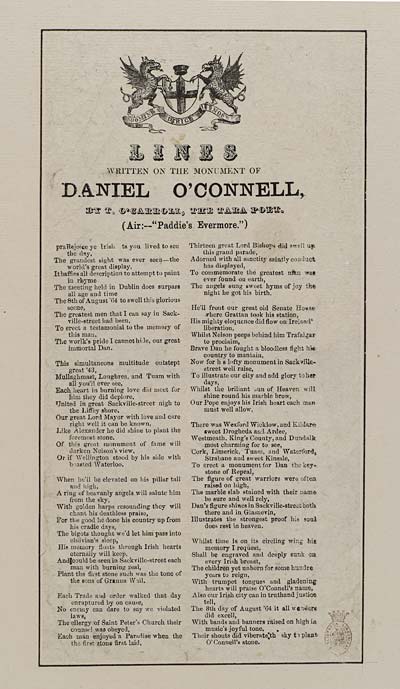 DOMINE DIRIGE NOS
LINES
WRITTEN ON THE MONUMENT OF
DANIEL O'CONNELL,
BY T. O'CARROLL, THE TARA POET.
(Air:--"Paddie's Evermore.")
praRejoice ye Irish ts you lived to see
the day,
The grandest sight was ever seen—the
world's great display,
It baffles all description to attempt to paint
in rhyme
The meeting held in Dublin does surpass
all age and time
The 8th of August '64 to swell this glorious
some,
The greatest men that I can say in Sack-
ville-street had been,
To erect a testamonial to the memory of
this man,
The world's pride I cannot hide, our great
immortal Dan.
This simultaneous multitude outstept
great '43,
Mullaghmast, Loughrea, and Tuam with
all you'll ever see,
Each heart in burning love did meet for
him they did deplore,
United in great Sackville-street nigh to
the Liffey shore,
Our great Lord Mayor with love and care
right well it can be known,
Like Alexander he did shine to plant the
foremost stone.
Of this great monument of fame will
darken Nelson's view,
Or if Wellington stood by his side with
boasted Waterloo.
When he'll be elevated on his pillar tall
and high,
A ring of heavenly angels will salute him
from the sky,
With golden harps resounding they will
chant his deathless praise,
For the good he done his country up from
his cradle days,
The bigots thought we'd let him pass into
oblivian's sleep,
His memory floats through Irish hearts
eternally will keep,
And could be seen in Sackville-street each
man with burning zeal,
Plant the first stone such was the tone of
the sons of Granua Wail.
Each Trade and order walked that day
enraptured by on cause,
No enemy can dare to say we violated
laws,
The clergy of Saint Peter's Church their
counsel was obeyed,
Each man enjoyed a Paradise when the
the first stone first laid.
Thirteen great Lord Bishops did swell up
this grand parade,
Adorned with all sanctity saintly conduct
has displayed,
To commemorate the greatest man was
ever found on earth,
The angels sung sweet hyms of joy the
night he got his birth.
He'll front our great old Senate House
where Grattan took his station,
His mighty eloquence did flow on Ireland's
liberation,
Whilst Nelson peeps behind him Trafalgar
to proclaim,
Brave Dan he fought a bloodless fight his
country to mantain,
Now for his lofty monument in Sackville-
street well raise,
To illustrate our city and add glory to her
days,
Whilst the brilliant sun of Heaven will
shine round his marble brow,
Our Pope enjoys his Irish heart each man
must well allow.
There was Wexford Wicklow, and Kildare
sweet Drogheda and Ardee,
Westmeath, King's County, and Dundalk
most charming for to see,
Cork, Limerick, Tuam, and Waterford,
Strabane and sweet Kinsale,
To erect a monument for Dan the key-
stone of Repeal,
The figure of great warriors were often
raised on high,
The marble slab stained with their name
be sure and well rely,
Dan's figure shines in Sackville-street both
there and in Glasnevin,
Illustrates the strongest proof his soul
does rest in heaven.
Whilst time is on its circling wing his
memory I request,
Shall be engraved and deeply sunk on
every Irish breast,
The children yet unborn for some hundre
years to reign,
With trumpet tongues and gladening
hearts will praise O'Connell's name,
Also our Irish city can in truthand justice
tell,
The 8th day of August '64 it all wonders
did excell,
With bands and banners raised on high in
music's joyful tone,
Their shouts did viberate th' sky to plant
O'Connell's stone.